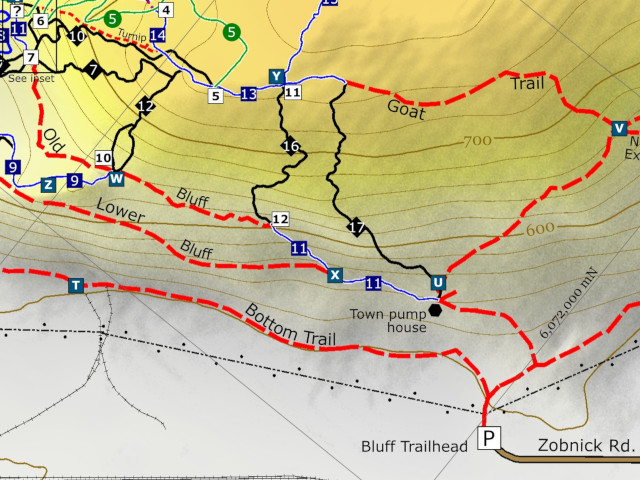 ?
6
5
4
15
11
10
14
5
Turnip
8
7
Y
7
See inset
5
13
11
Goat
Trail
12
V
Old
16
700
N
Ex
10
9
Z
9
W
Bluff
Lower
12
17
600
Bluff
11
X
11
U
T
Town pump
house
6,072,000 mN
Bottom Trail
Bluff Trailhead
P
Zobnick Rd.